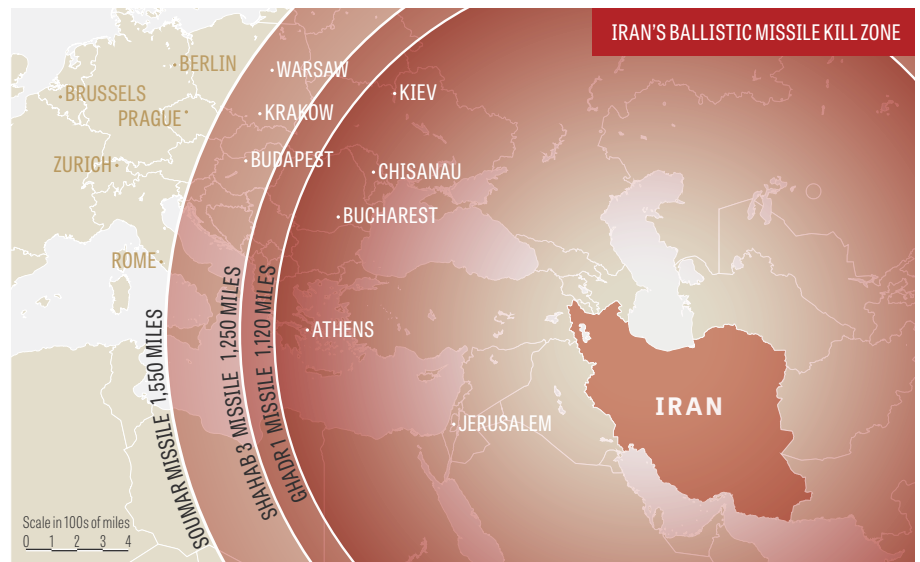 IRAN'S BALLISTIC MISSILE KILL ZONE
BERLIN
WARSAW
BRUSSELS
KIEV
PRAGUE
KRAKOW
ZURICH
BUDAPEST
CHISANAU
BUCHAREST
ROME
ATHENS
SOUMAR MISSILE 1,550 MILES
SHAHAB 3 MISSILE 1,250 MILES
GHADR 1 MISSILE 1,120 MILES
IRAN
JERUSALEM
Scale in 100s of miles
0 1 2 3 4